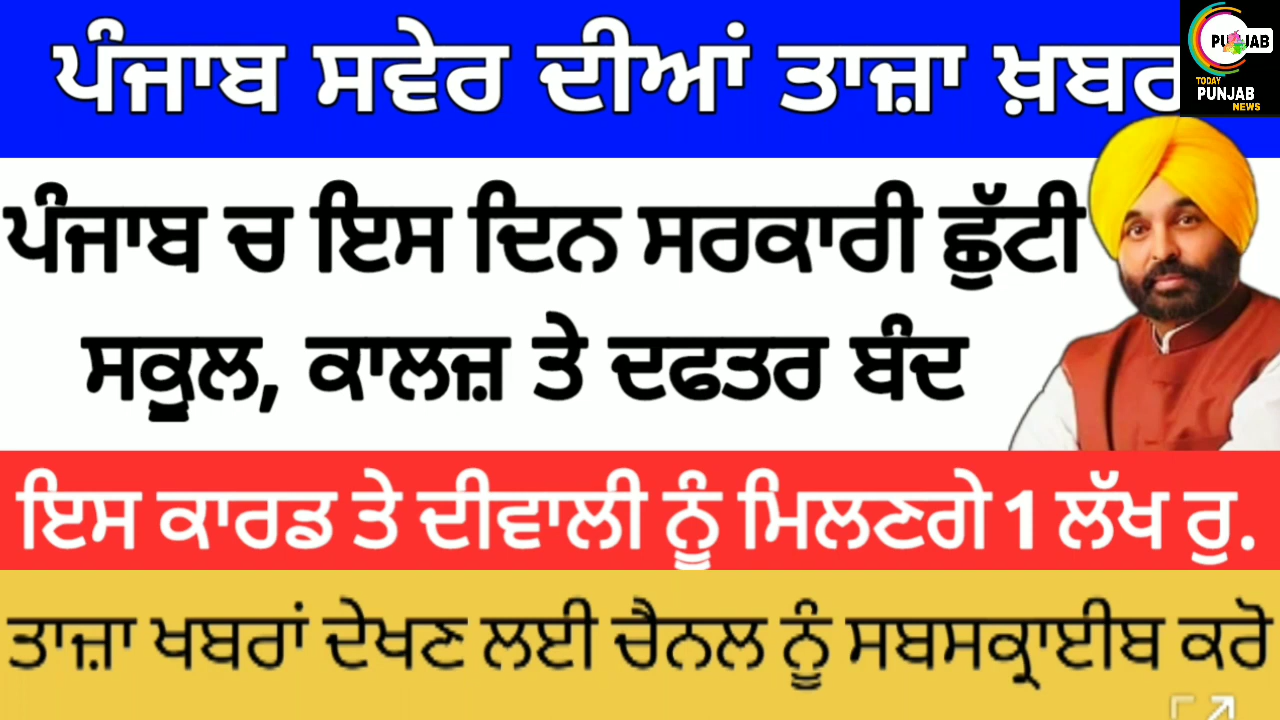 ਪੰਜਾਬ ਸਵੇਰ ਦੀਆਂ ਤਾਜ਼ਾ ਖ਼ਬਰ
PUNJAB
TODAY
PUNJAB
NEWS
ਪੰਜਾਬ ਚ ਇਸ ਦਿਨ ਸਰਕਾਰੀ ਛੁੱਟੀ
ਸਕੂਲ, ਕਾਲਜ਼ ਤੇ ਦਫਤਰ ਬੰਦ
ਇਸ ਕਾਰਡ ਤੇ ਦੀਵਾਲੀ ਨੂੰ ਮਿਲਣਗੇ 1 ਲੱਖ ਰੁ.
ਤਾਜ਼ਾ ਖਬਰਾਂ ਦੇਖਣ ਲਈ ਚੈਨਲ ਨੂੰ ਸਬਸਕ੍ਰਾਈਬ ਕਰੋ